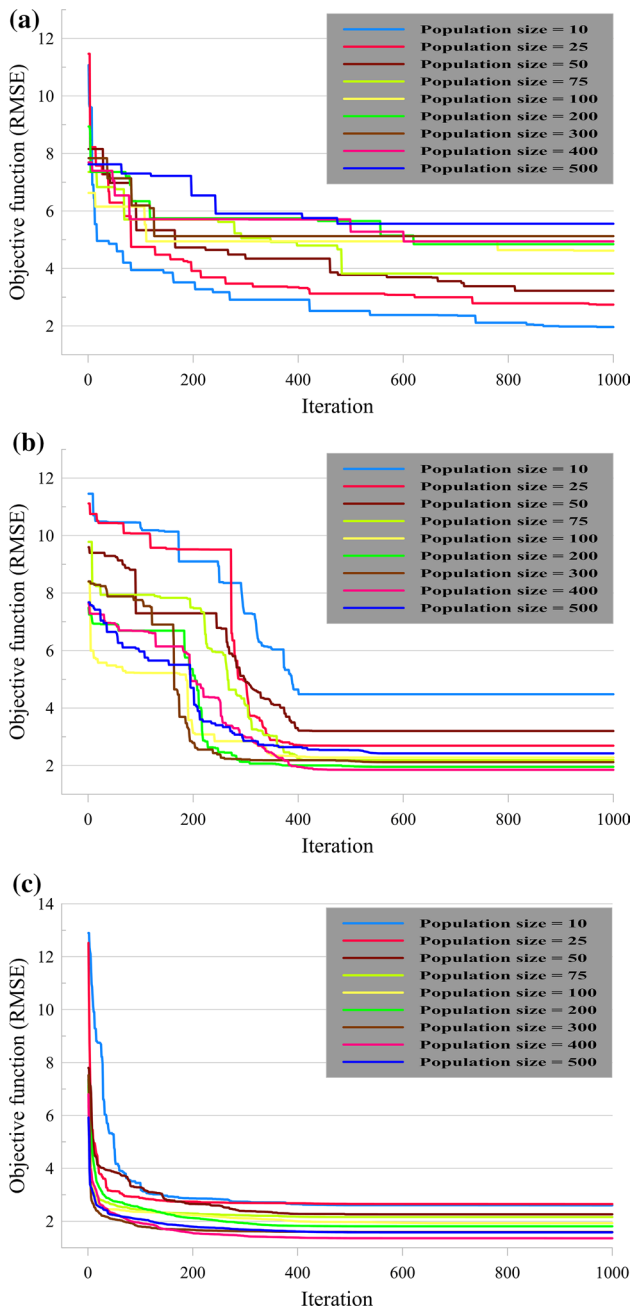 (a)
Objective function (RMSE)
12
10
8
6
4
2
Population size = 10
Population size = 25
Population size = 50
Population size = 75
Population size = 100
Population size = 200
Population size = 300
Population size = 400
Population size = 500
0
200
400
600
800
1000
Iteration
(b)
Objective function (RMSE)
12
10
8
6
4
2
Population size = 10
Population size = 25
Population size = 50
Population size = 75
Population size = 100
Population size = 200
Population size = 300
Population size = 400
Population size = 500
0
200
400
600
800
1000
Iteration
(c)
Objective function (RMSE)
14
12
10
8
6
4
2
Population size = 10
Population size = 25
Population size = 50
Population size = 75
Population size = 100
Population size = 200
Population size = 300
Population size = 400
Population size = 500
0
200
400
600
800
1000
Iteration